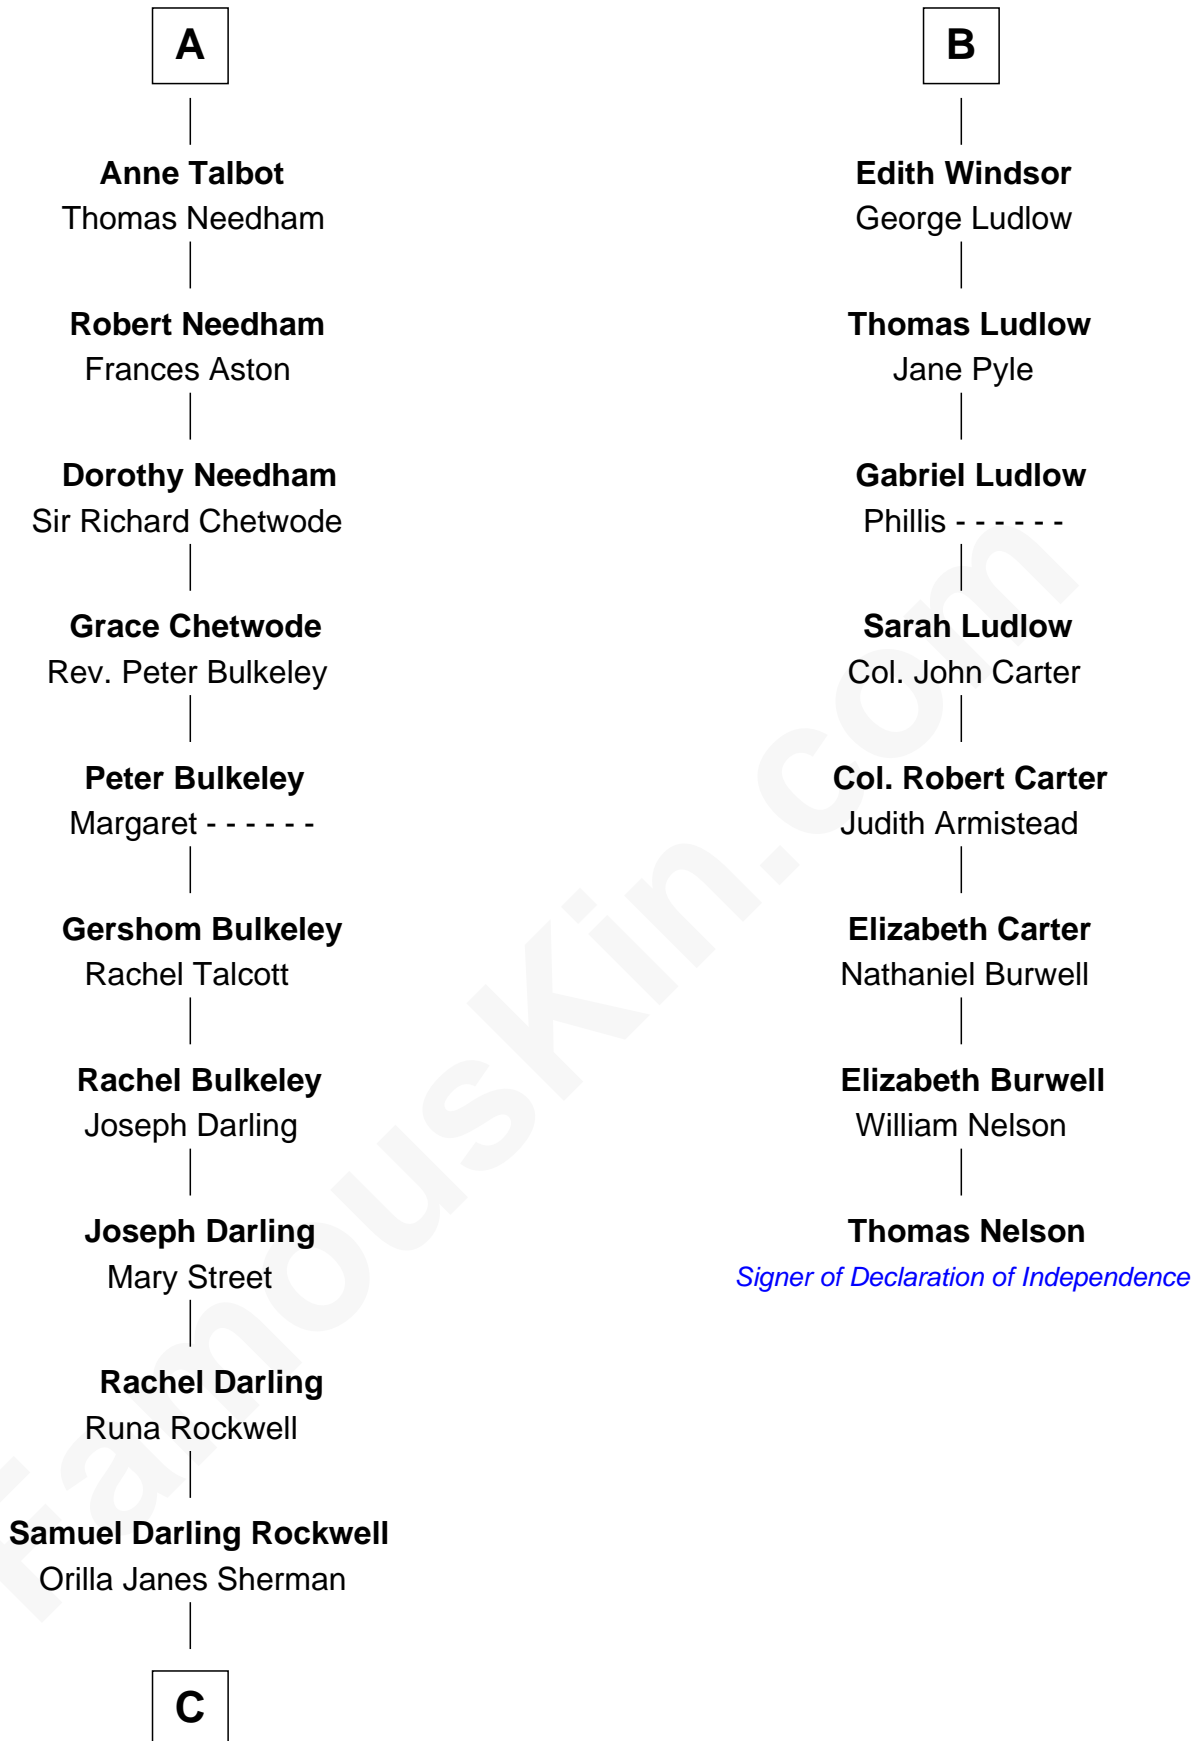 A
Anne Talbot
Thomas Needham
Robert Needham
Frances Aston
Dorothy Needham
Sir Richard Chetwode
Grace Chetwode
Rev. Peter Bulkeley
Peter Bulkeley
Margaret - - - - - -
Gershom Bulkeley
Rachel Talcott
Rachel Bulkeley
Joseph Darling
Joseph Darling
Mary Street
Rachel Darling
Runa Rockwell
Samuel Darling Rockwell
Orilla Janes Sherman
C
B
Edith Windsor
George Ludlow
Thomas Ludlow
Jane Pyle
Gabriel Ludlow
Phillis - - - - - -
Sarah Ludlow
Col. John Carter
Col. Robert Carter
Judith Armistead
Elizabeth Carter
Nathaniel Burwell
Elizabeth Burwell
William Nelson
Thomas Nelson
Signer of Declaration of Independence
FamousKin.com